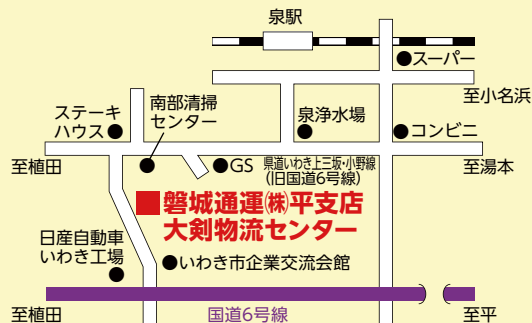 泉駅
スーパー
至小名浜
ステーキ
ハウス
南部清掃
センター
泉浄水場
コンビニ
至植田
GS
県道いわき上三坂・小野線
(旧国道6号線)
至湯本
磐城通運㈱平支店
大剣物流センター
日産自動車
いわき工場
いわき市企業交流会館
至植田
国道6号線
至平